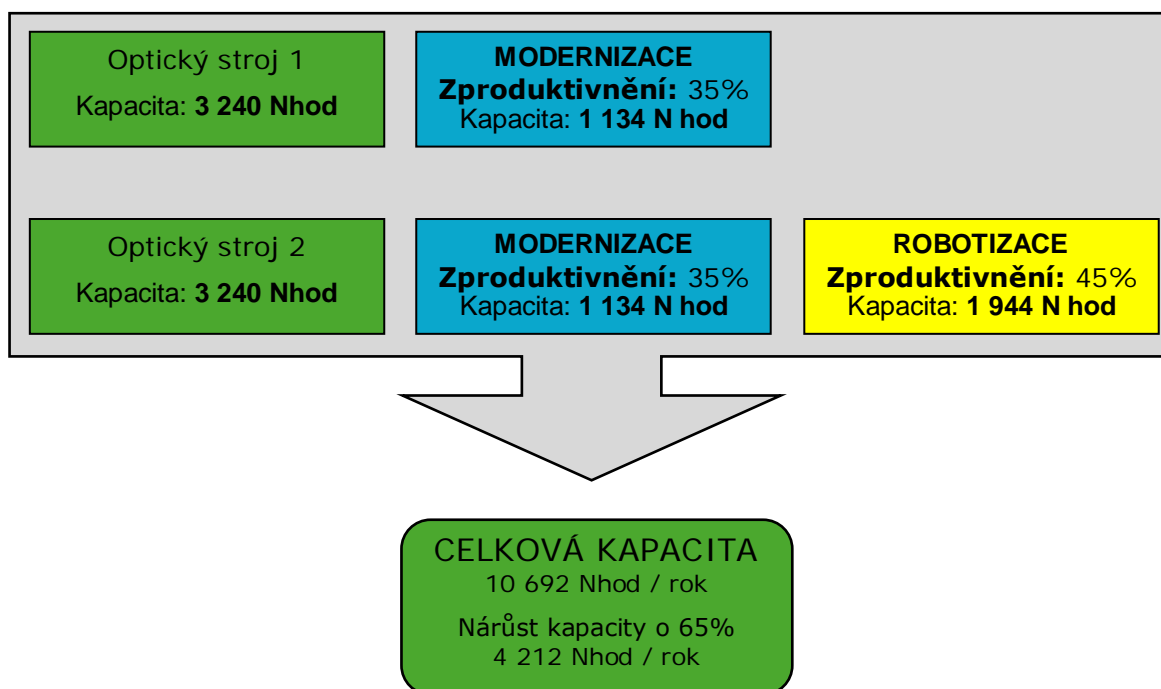 Optický stroj 1
Kapacita: 3 240 Nhod
MODERNIZACE
Zproduktivnění: 35%
Kapacita: 1 134 N hod
Optický stroj 2
Kapacita: 3 240 Nhod
MODERNIZACE
Zproduktivnění: 35%
Kapacita: 1 134 N hod
ROBOTIZACE
Zproduktivnění: 45%
Kapacita: 1 944 N hod
CELKOVÁ KAPACITA
10 692 Nhod / rok
Nárůst kapacity o 65%
4 212 Nhod / rok